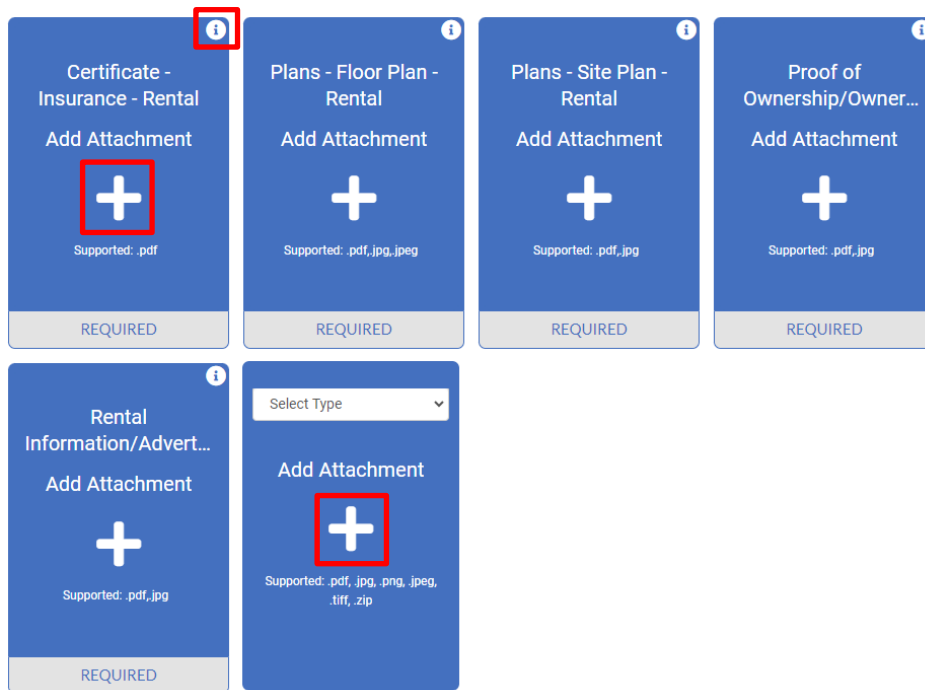 Certificate -
Insurance - Rental
Add Attachment
Supported: .pdf
REQUIRED
Plans - Floor Plan -
Rental
Add Attachment
Supported: .pdf,.jpg,.jpeg
REQUIRED
Plans - Site Plan -
Rental
Add Attachment
Supported: .pdf,.jpg
REQUIRED
Proof of
Ownership/Owner...
Add Attachment
Supported: .pdf,.jpg
REQUIRED
Rental
Information/Advert...
Add Attachment
Supported: .pdf,.jpg
REQUIRED
Select Type
Add Attachment
Supported: .pdf, .jpg, .png, .jpeg,
.tiff, .zip